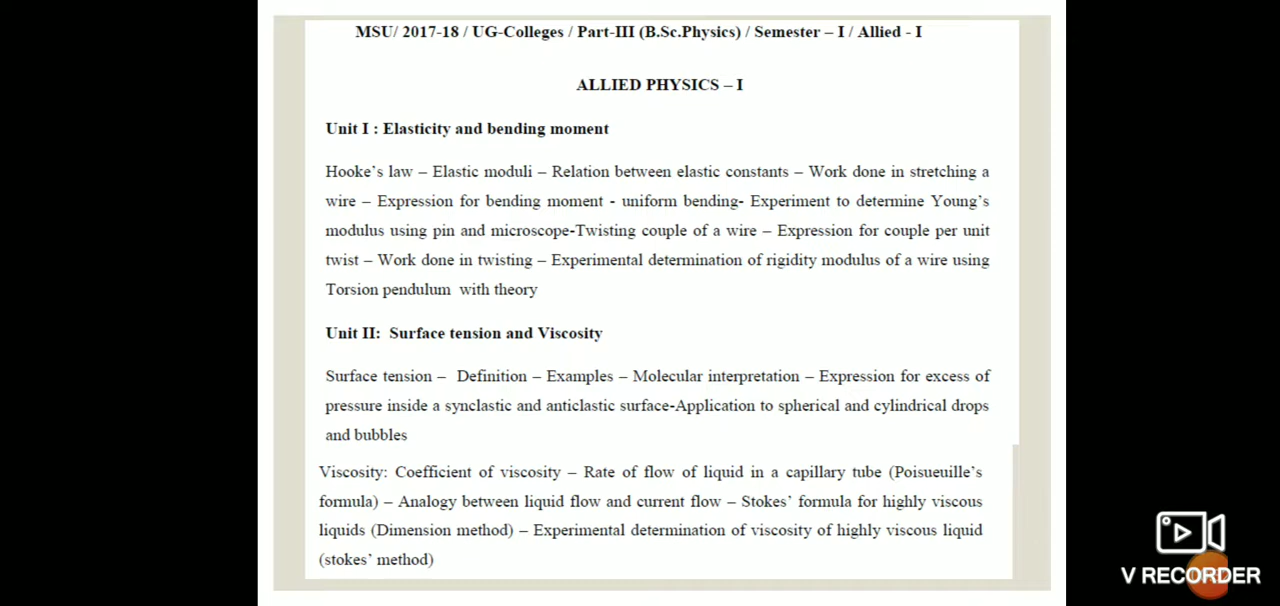 MSU/ 2017-18 / UG-Colleges / Part-III (B.Sc.Physics) / Semester – I / Allied - I
ALLIED PHYSICS – I
Unit I : Elasticity and bending moment
Hooke's law – Elastic moduli – Relation between elastic constants – Work done in stretching a
wire – Expression for bending moment - uniform bending- Experiment to determine Young's
modulus using pin and microscope-Twisting couple of a wire – Expression for couple per unit
twist – Work done in twisting – Experimental determination of rigidity modulus of a wire using
Torsion pendulum with theory
Unit II: Surface tension and Viscosity
Surface tension – Definition – Examples – Molecular interpretation – Expression for excess of
pressure inside a synclastic and anticlastic surface-Application to spherical and cylindrical drops
and bubbles
Viscosity: Coefficient of viscosity – Rate of flow of liquid in a capillary tube (Poisueuille's
formula) – Analogy between liquid flow and current flow – Stokes' formula for highly viscous
liquids (Dimension method) – Experimental determination of viscosity of highly viscous liquid
(stokes' method)
V RECORDER